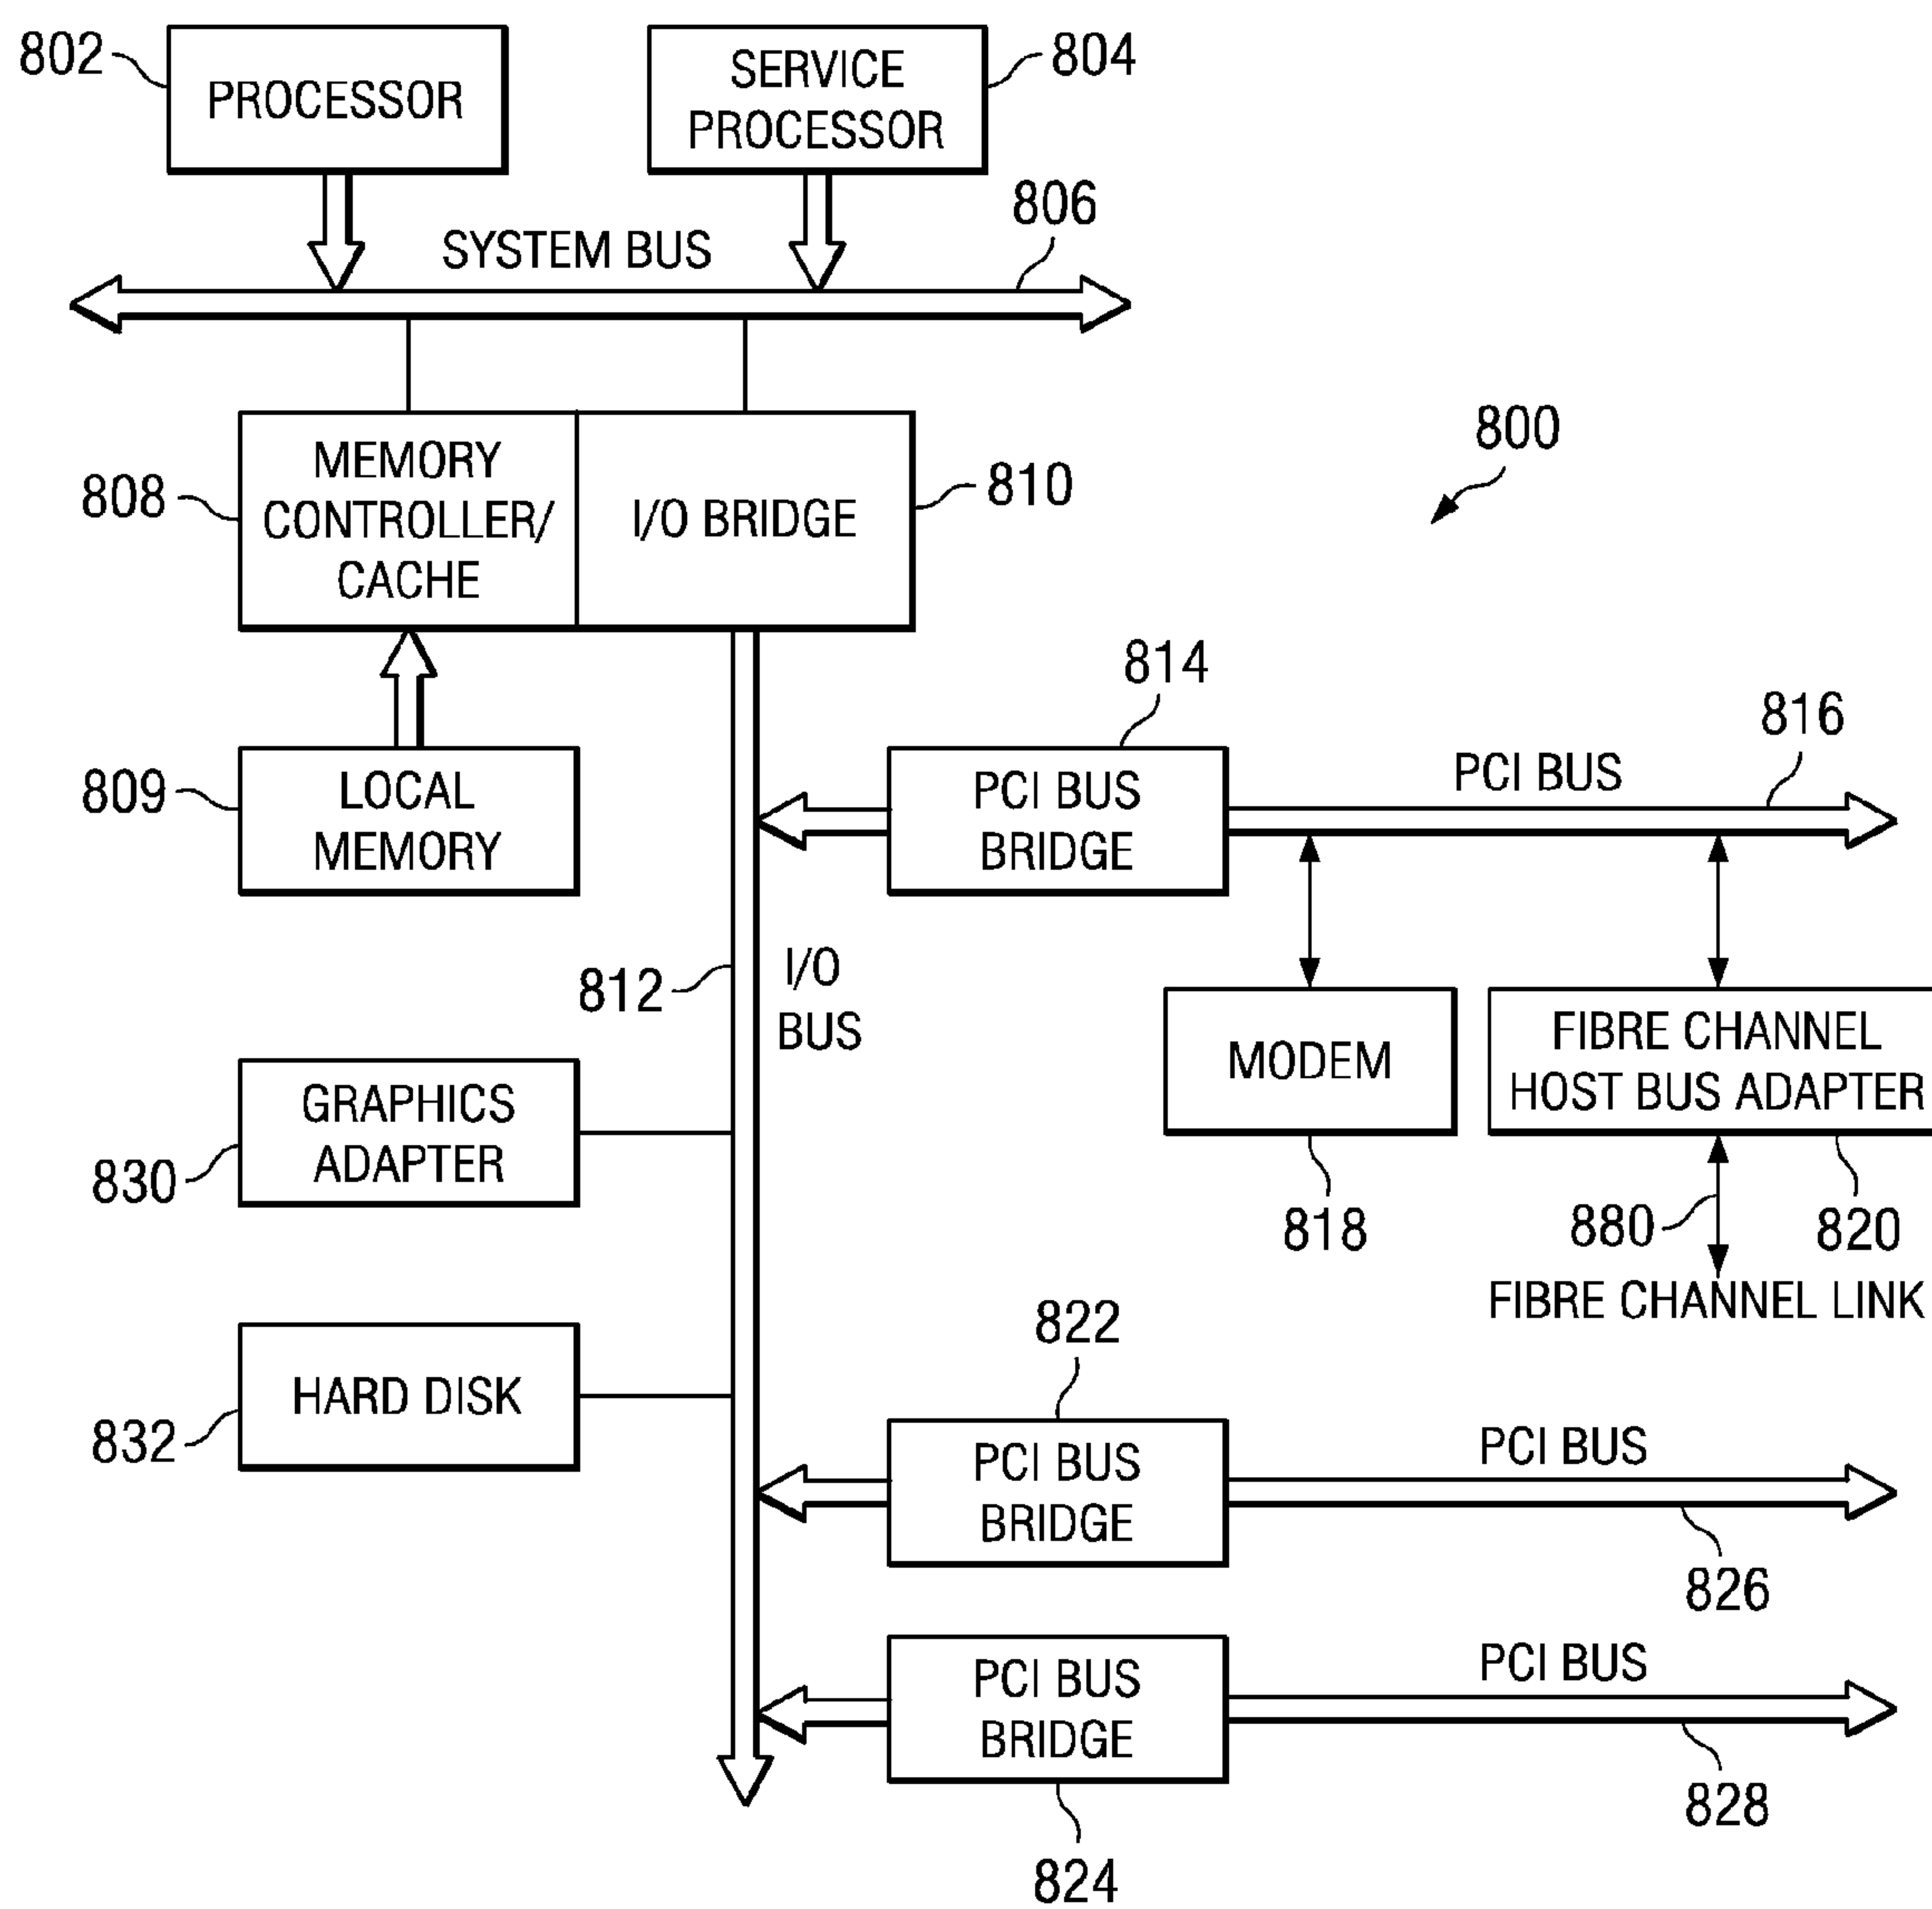 802
PROCESSOR
SERVICE
PROCESSOR
804
806
SYSTEM BUS
800
808
MEMORY
CONTROLLER/
CACHE
I/O BRIDGE
810
814
816
809
LOCAL
MEMORY
PCI BUS
BRIDGE
PCI BUS
812
I/O
BUS
MODEM
FIBRE CHANNEL
HOST BUS ADAPTER
830
GRAPHICS
ADAPTER
818
880
820
FIBRE CHANNEL LINK
822
832
HARD DISK
PCI BUS
BRIDGE
PCI BUS
826
PCI BUS
BRIDGE
PCI BUS
828
824